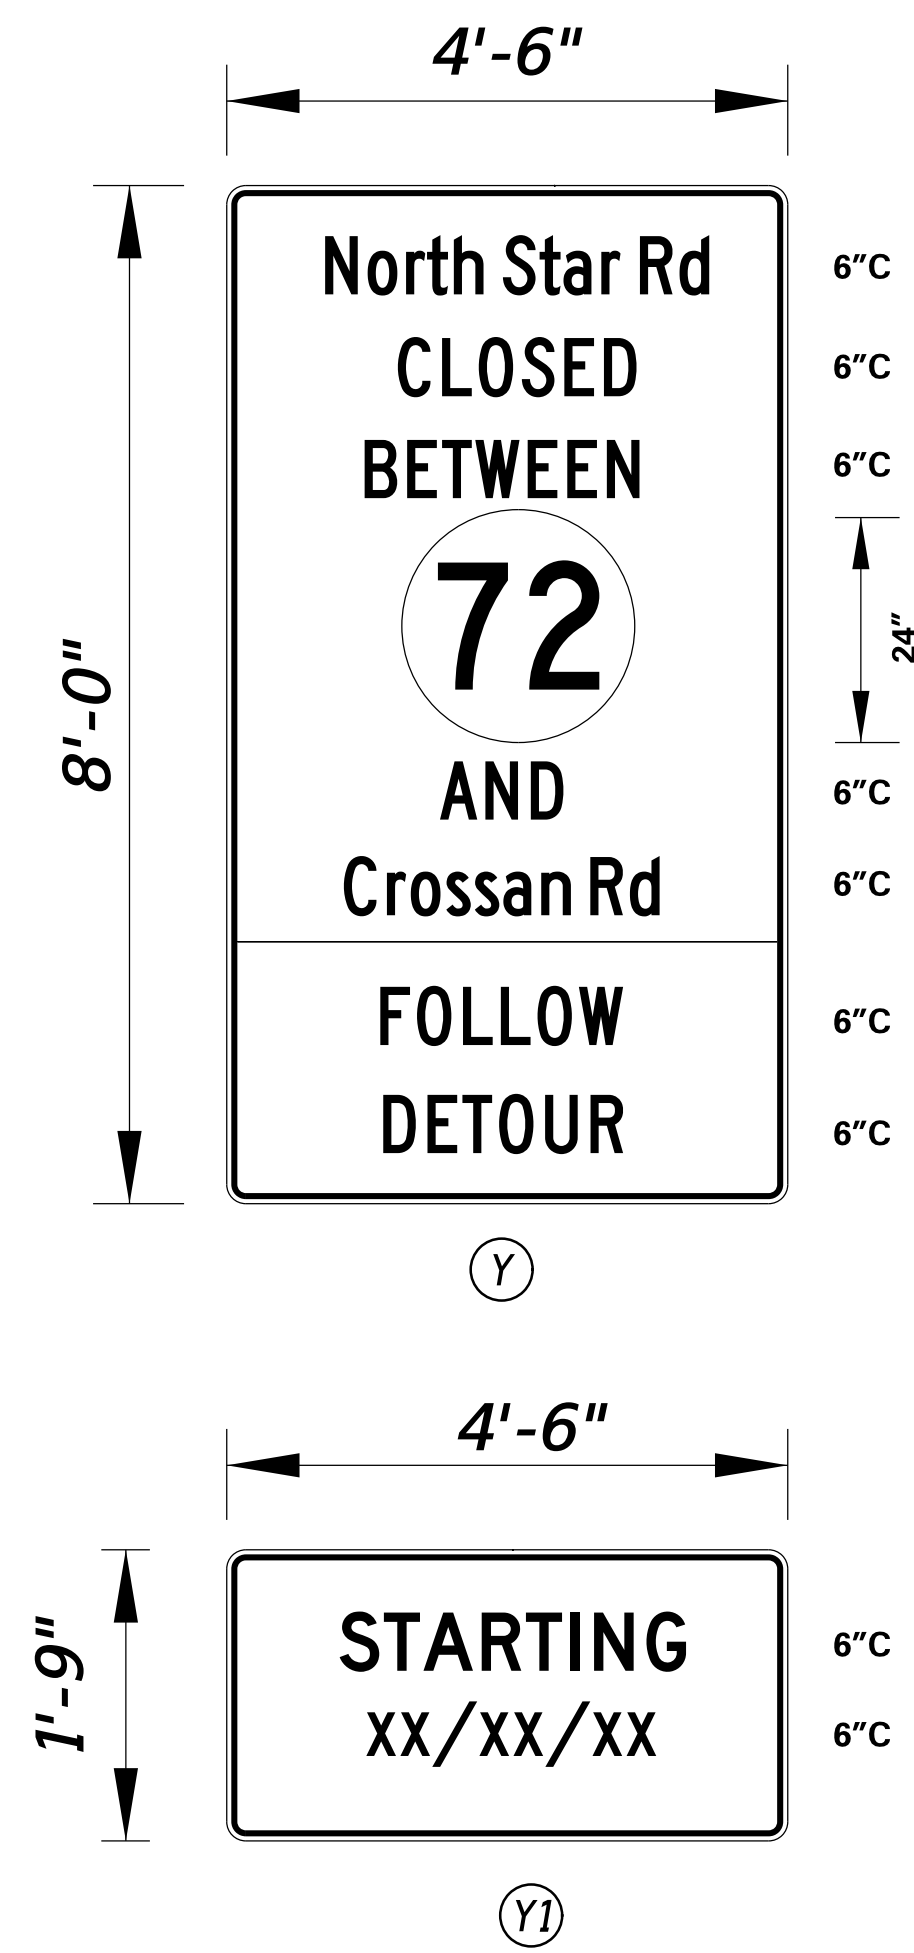 4'-6"
North Star Rd 6"C
CLOSED 6"C
BETWEEN 6"C
72
24"
8'-0"
AND 6"C
Crossan Rd 6"C
FOLLOW 6"C
DETOUR 6"C
Y
4'-6"
STARTING 6"C
1'-9"
XX/XX/XX 6"C
Y1